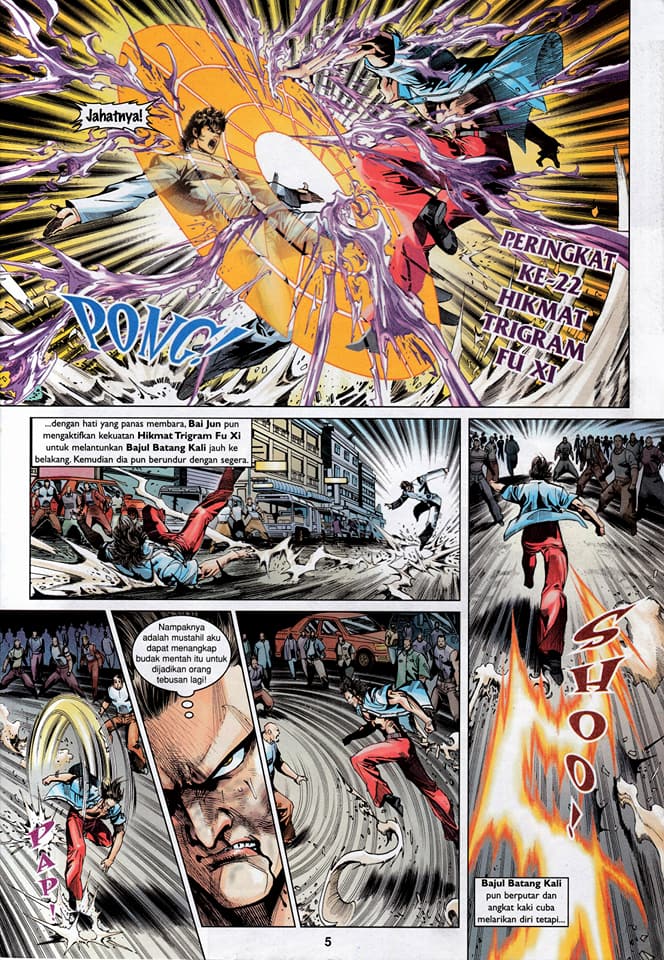 Jahatnya!
PERINGKAT
KE-22
HIKMAT
TRIGRAM
FU XI
PONG!
...dengan hati yang panas membara, Bai Jun pun
mengaktifkan kekuatan Hikmat Trigram Fu Xi
untuk melantunkan Bajul Batang Kali jauh ke
belakang. Kemudian dia pun berundur dengan segera.
PAP!
Nampaknya
adalah mustahil aku
dapat menangkap
budak mentah itu untuk
dijadikan orang
tebusan lagi!
SHOO!
Bajul Batang Kali
pun berputar dan
angkat kaki cuba
melarikan diri tetapi...
5